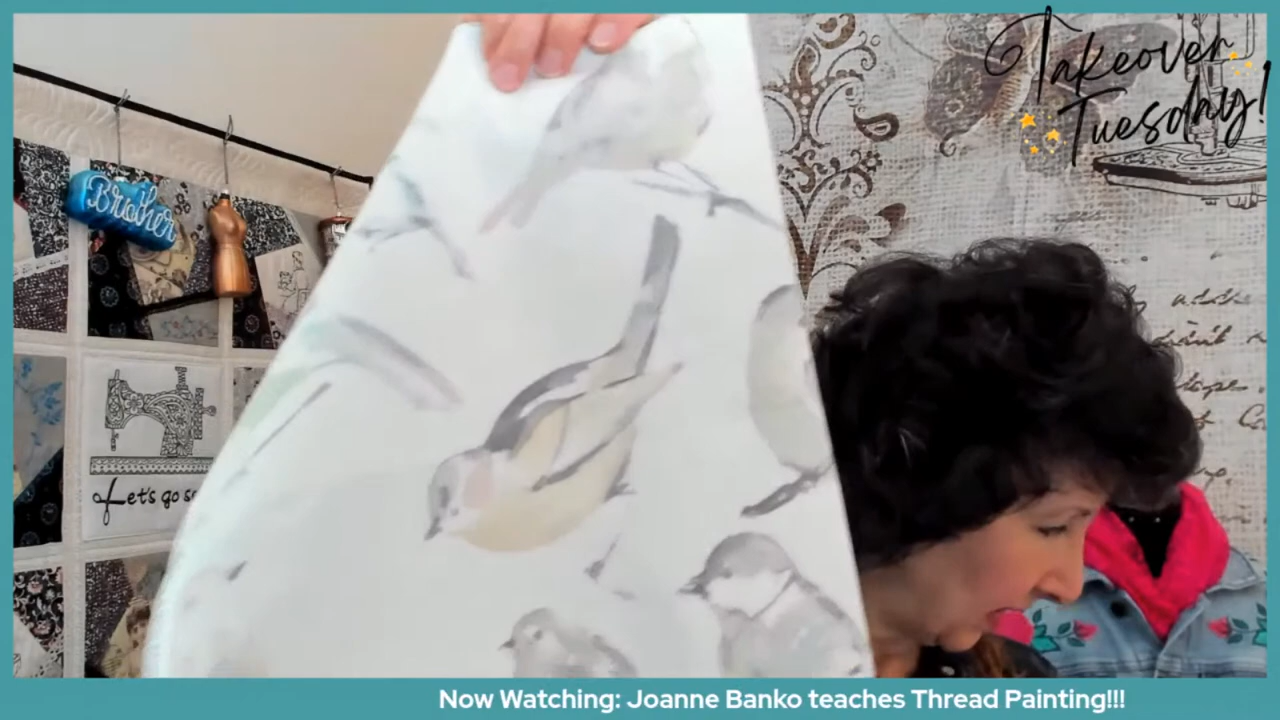 Takeover
Tuesday!
Brother
Let's go
Now Watching: Joanne Banko teaches Thread Painting!!!